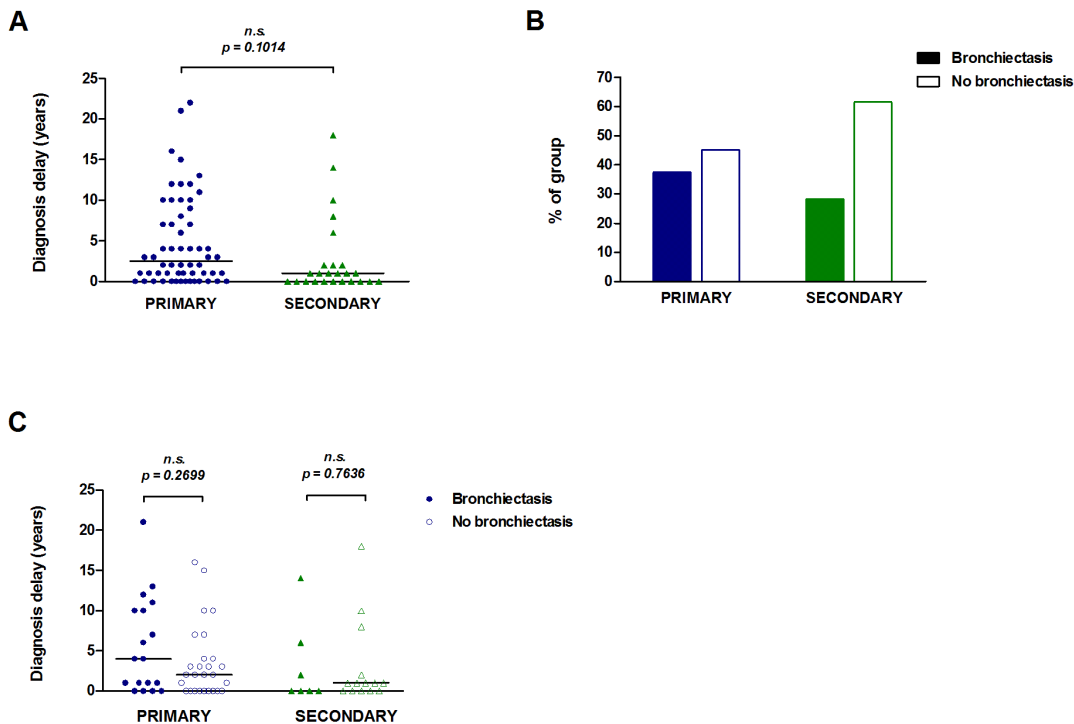 A
n.s.
p = 0.1014
Diagnosis delay (years)
25
20
15
10
5
0
PRIMARY
SECONDARY
B
Bronchiectasis
No bronchiectasis
% of group
70
60
50
40
30
20
10
0
PRIMARY
SECONDARY
C
n.s.
p = 0.2699
n.s.
p = 0.7636
Diagnosis delay (years)
25
20
15
10
5
0
Bronchiectasis
No bronchiectasis
PRIMARY
SECONDARY